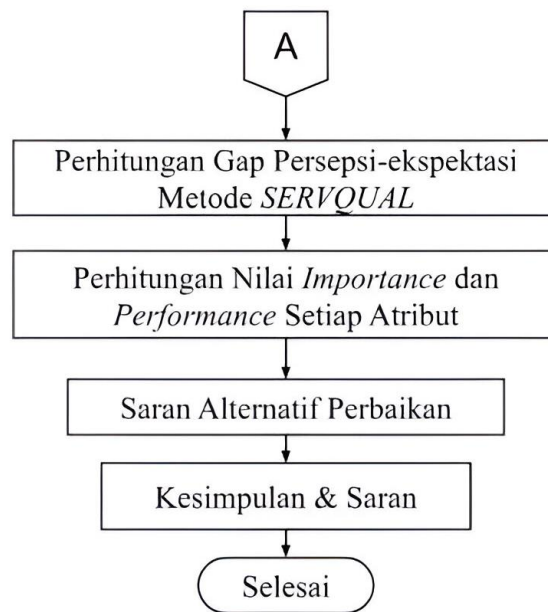 A
Perhitungan Gap Persepsi-ekspektasi
Metode SERVQUAL
Perhitungan Nilai Importance dan
Performance Setiap Atribut
Saran Alternatif Perbaikan
Kesimpulan & Saran
Selesai